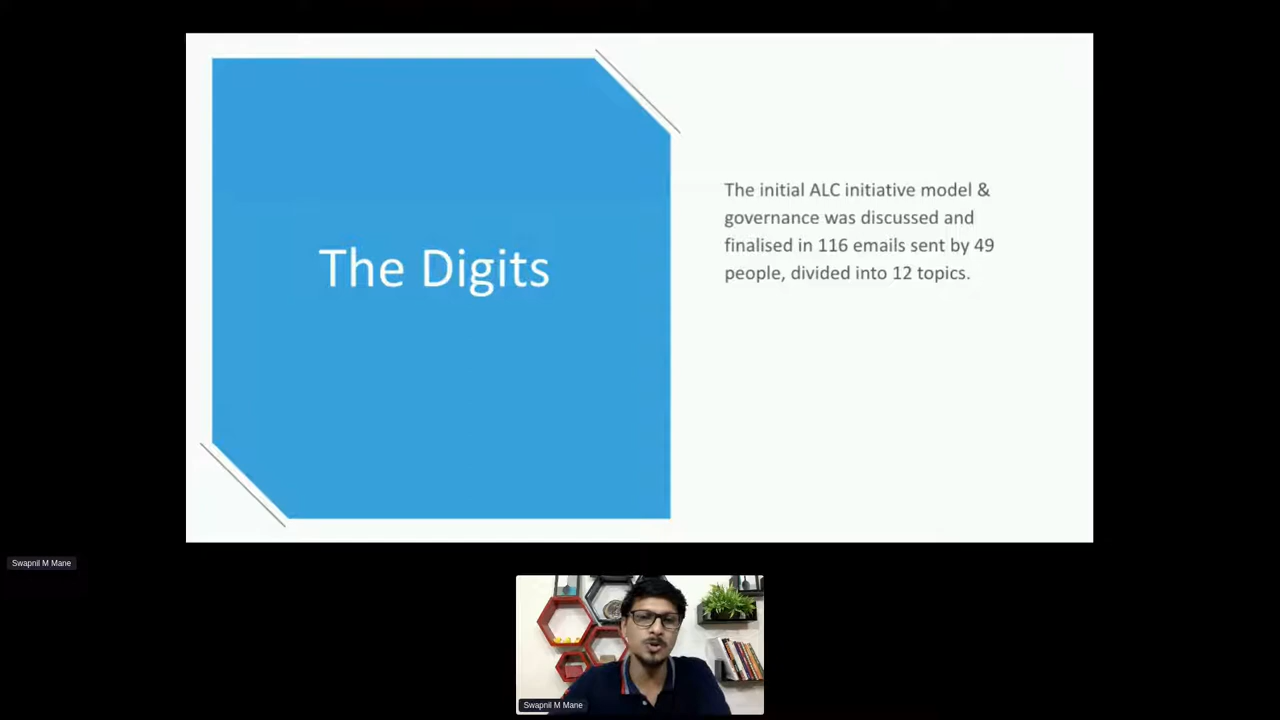 The Digits
The initial ALC initiative model &
governance was discussed and
finalised in 116 emails sent by 49
people, divided into 12 topics.
Swapnil M Mane
Swapnil M Mane